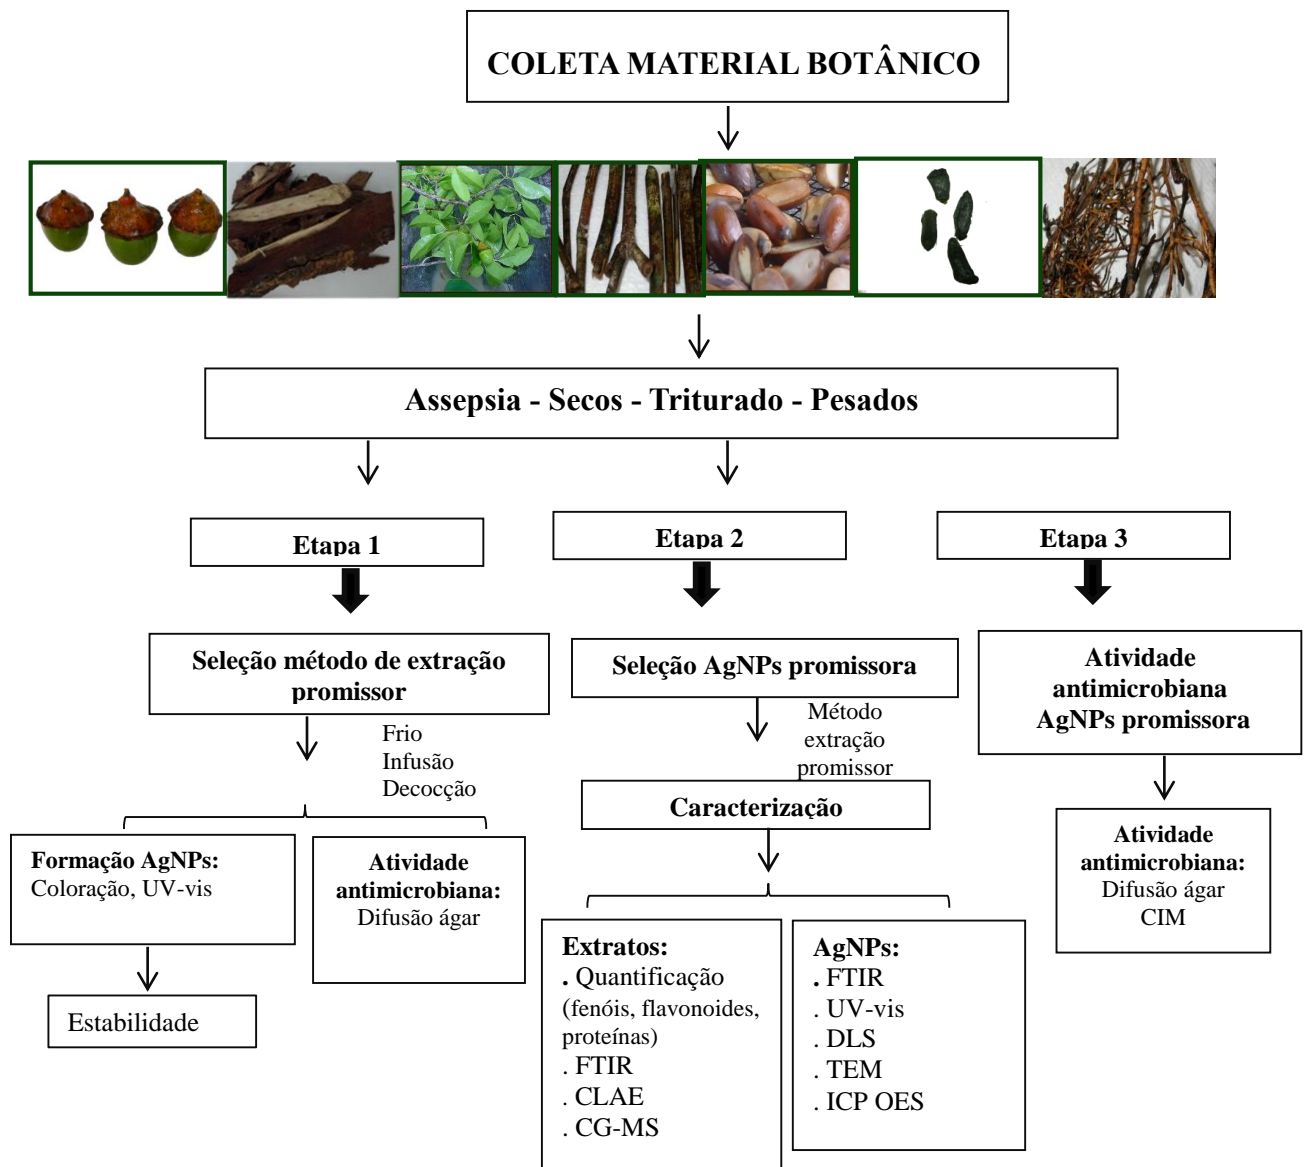 COLETA MATERIAL BOTÂNICO
Assepsia - Secos - Triturado - Pesados
Etapa 1
Etapa 2
Etapa 3
Seleção método de extração
promissor
Frio
Infusão
Decocção
Formação AgNPs:
Coloração, UV-vis
Atividade
antimicrobiana:
Difusão ágar
Estabilidade
Seleção AgNPs promissora
Método
extração
promissor
Caracterização
Extratos:
. Quantificação
(fenóis, flavonoides,
proteínas)
. FTIR
. CLAE
. CG-MS
AgNPs:
. FTIR
. UV-vis
. DLS
. TEM
. ICP OES
Atividade
antimicrobiana
AgNPs promissora
Atividade
antimicrobiana:
Difusão ágar
CIM